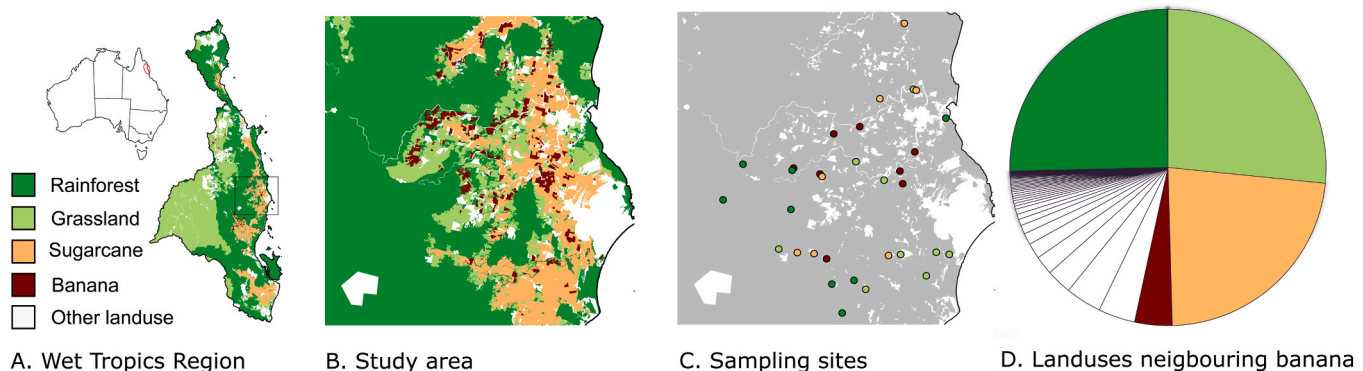 Rainforest
Grassland
Sugarcane
Banana
Other landuse
A. Wet Tropics Region
B. Study area
C. Sampling sites
D. Landuses neigbouring banana